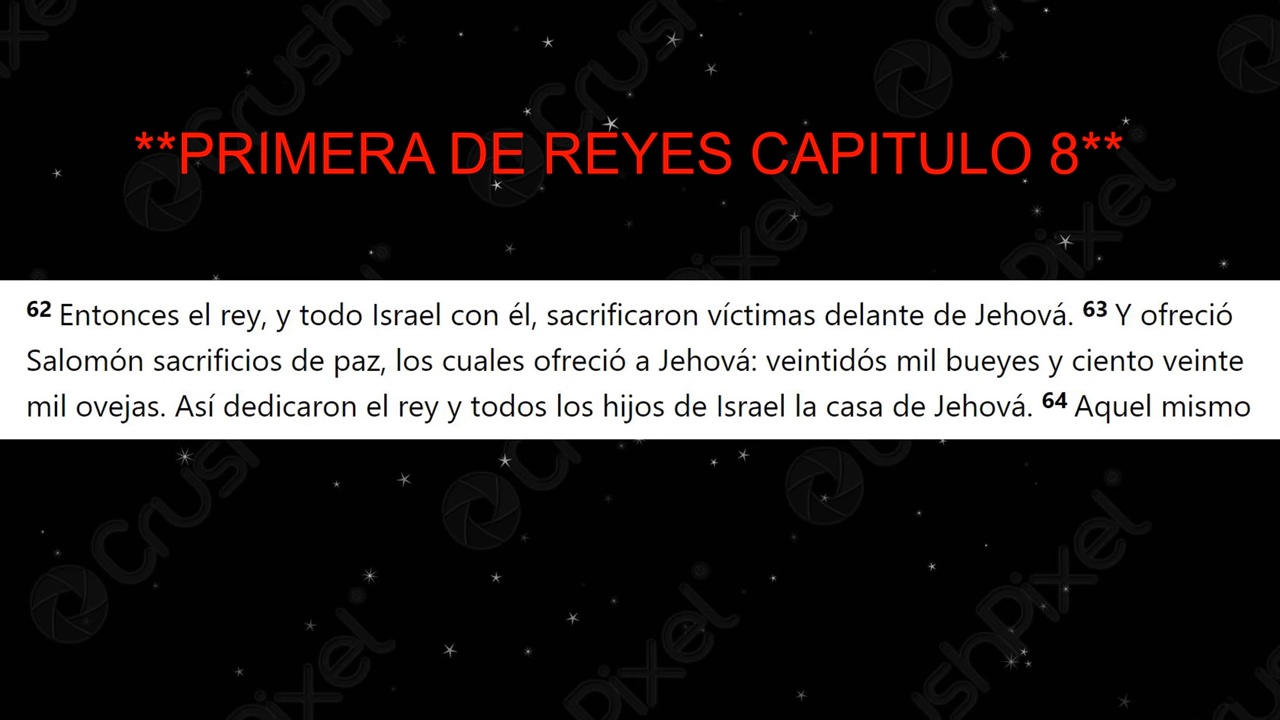 **PRIMERA DE REYES CAPITULO 8**
62 Entonces el rey, y todo Israel con él, sacrificaron víctimas delante de Jehová. 63 Y ofreció
Salomón sacrificios de paz, los cuales ofreció a Jehová: veintidós mil bueyes y ciento veinte
mil ovejas. Así dedicaron el rey y todos los hijos de Israel la casa de Jehová. 64 Aquel mismo